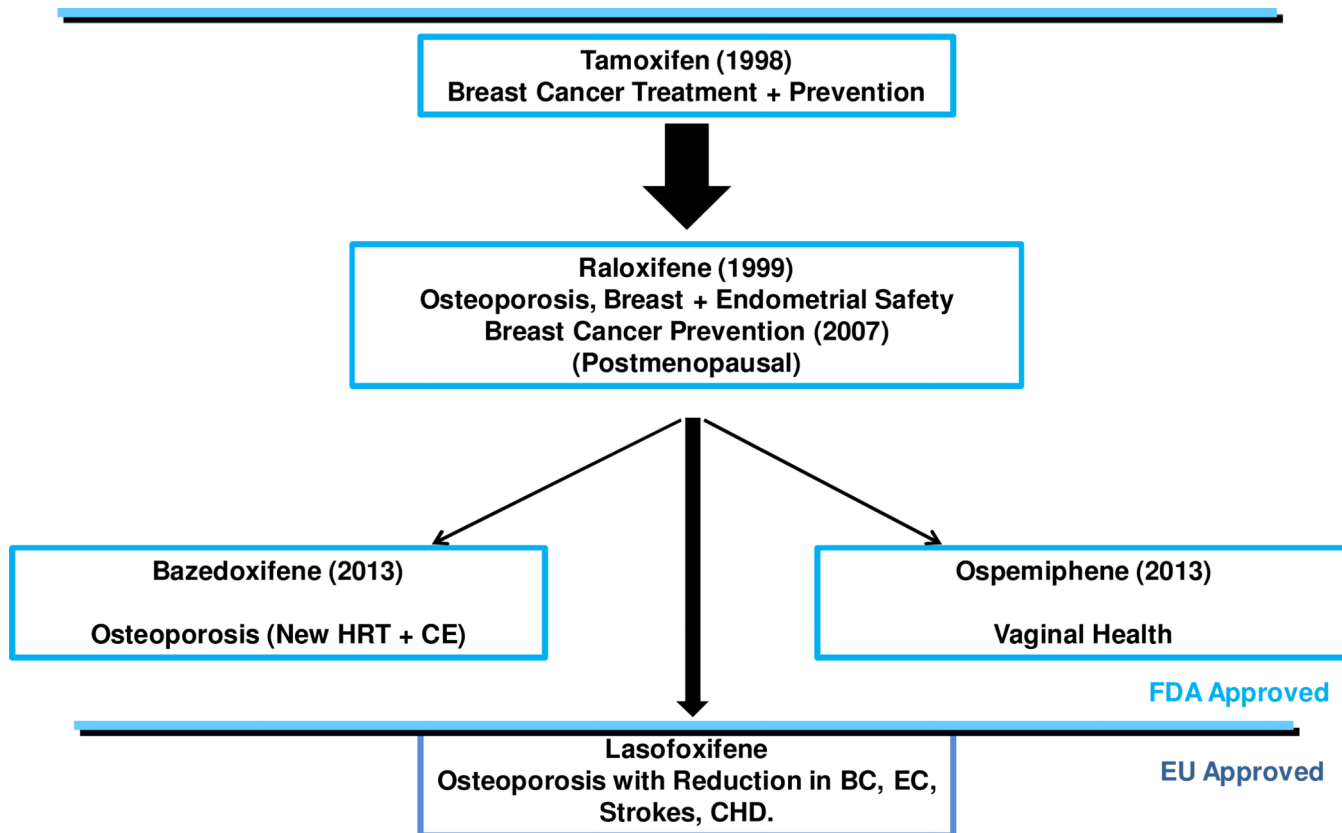 Tamoxifen (1998)
Breast Cancer Treatment + Prevention
Raloxifene (1999)
Osteoporosis, Breast + Endometrial Safety
Breast Cancer Prevention (2007)
(Postmenopausal)
Bazedoxifene (2013)
Osteoporosis (New HRT + CE)
Ospemiphene (2013)
Vaginal Health
FDA Approved
Lasofoxifene
Osteoporosis with Reduction in BC, EC,
Strokes, CHD.
EU Approved